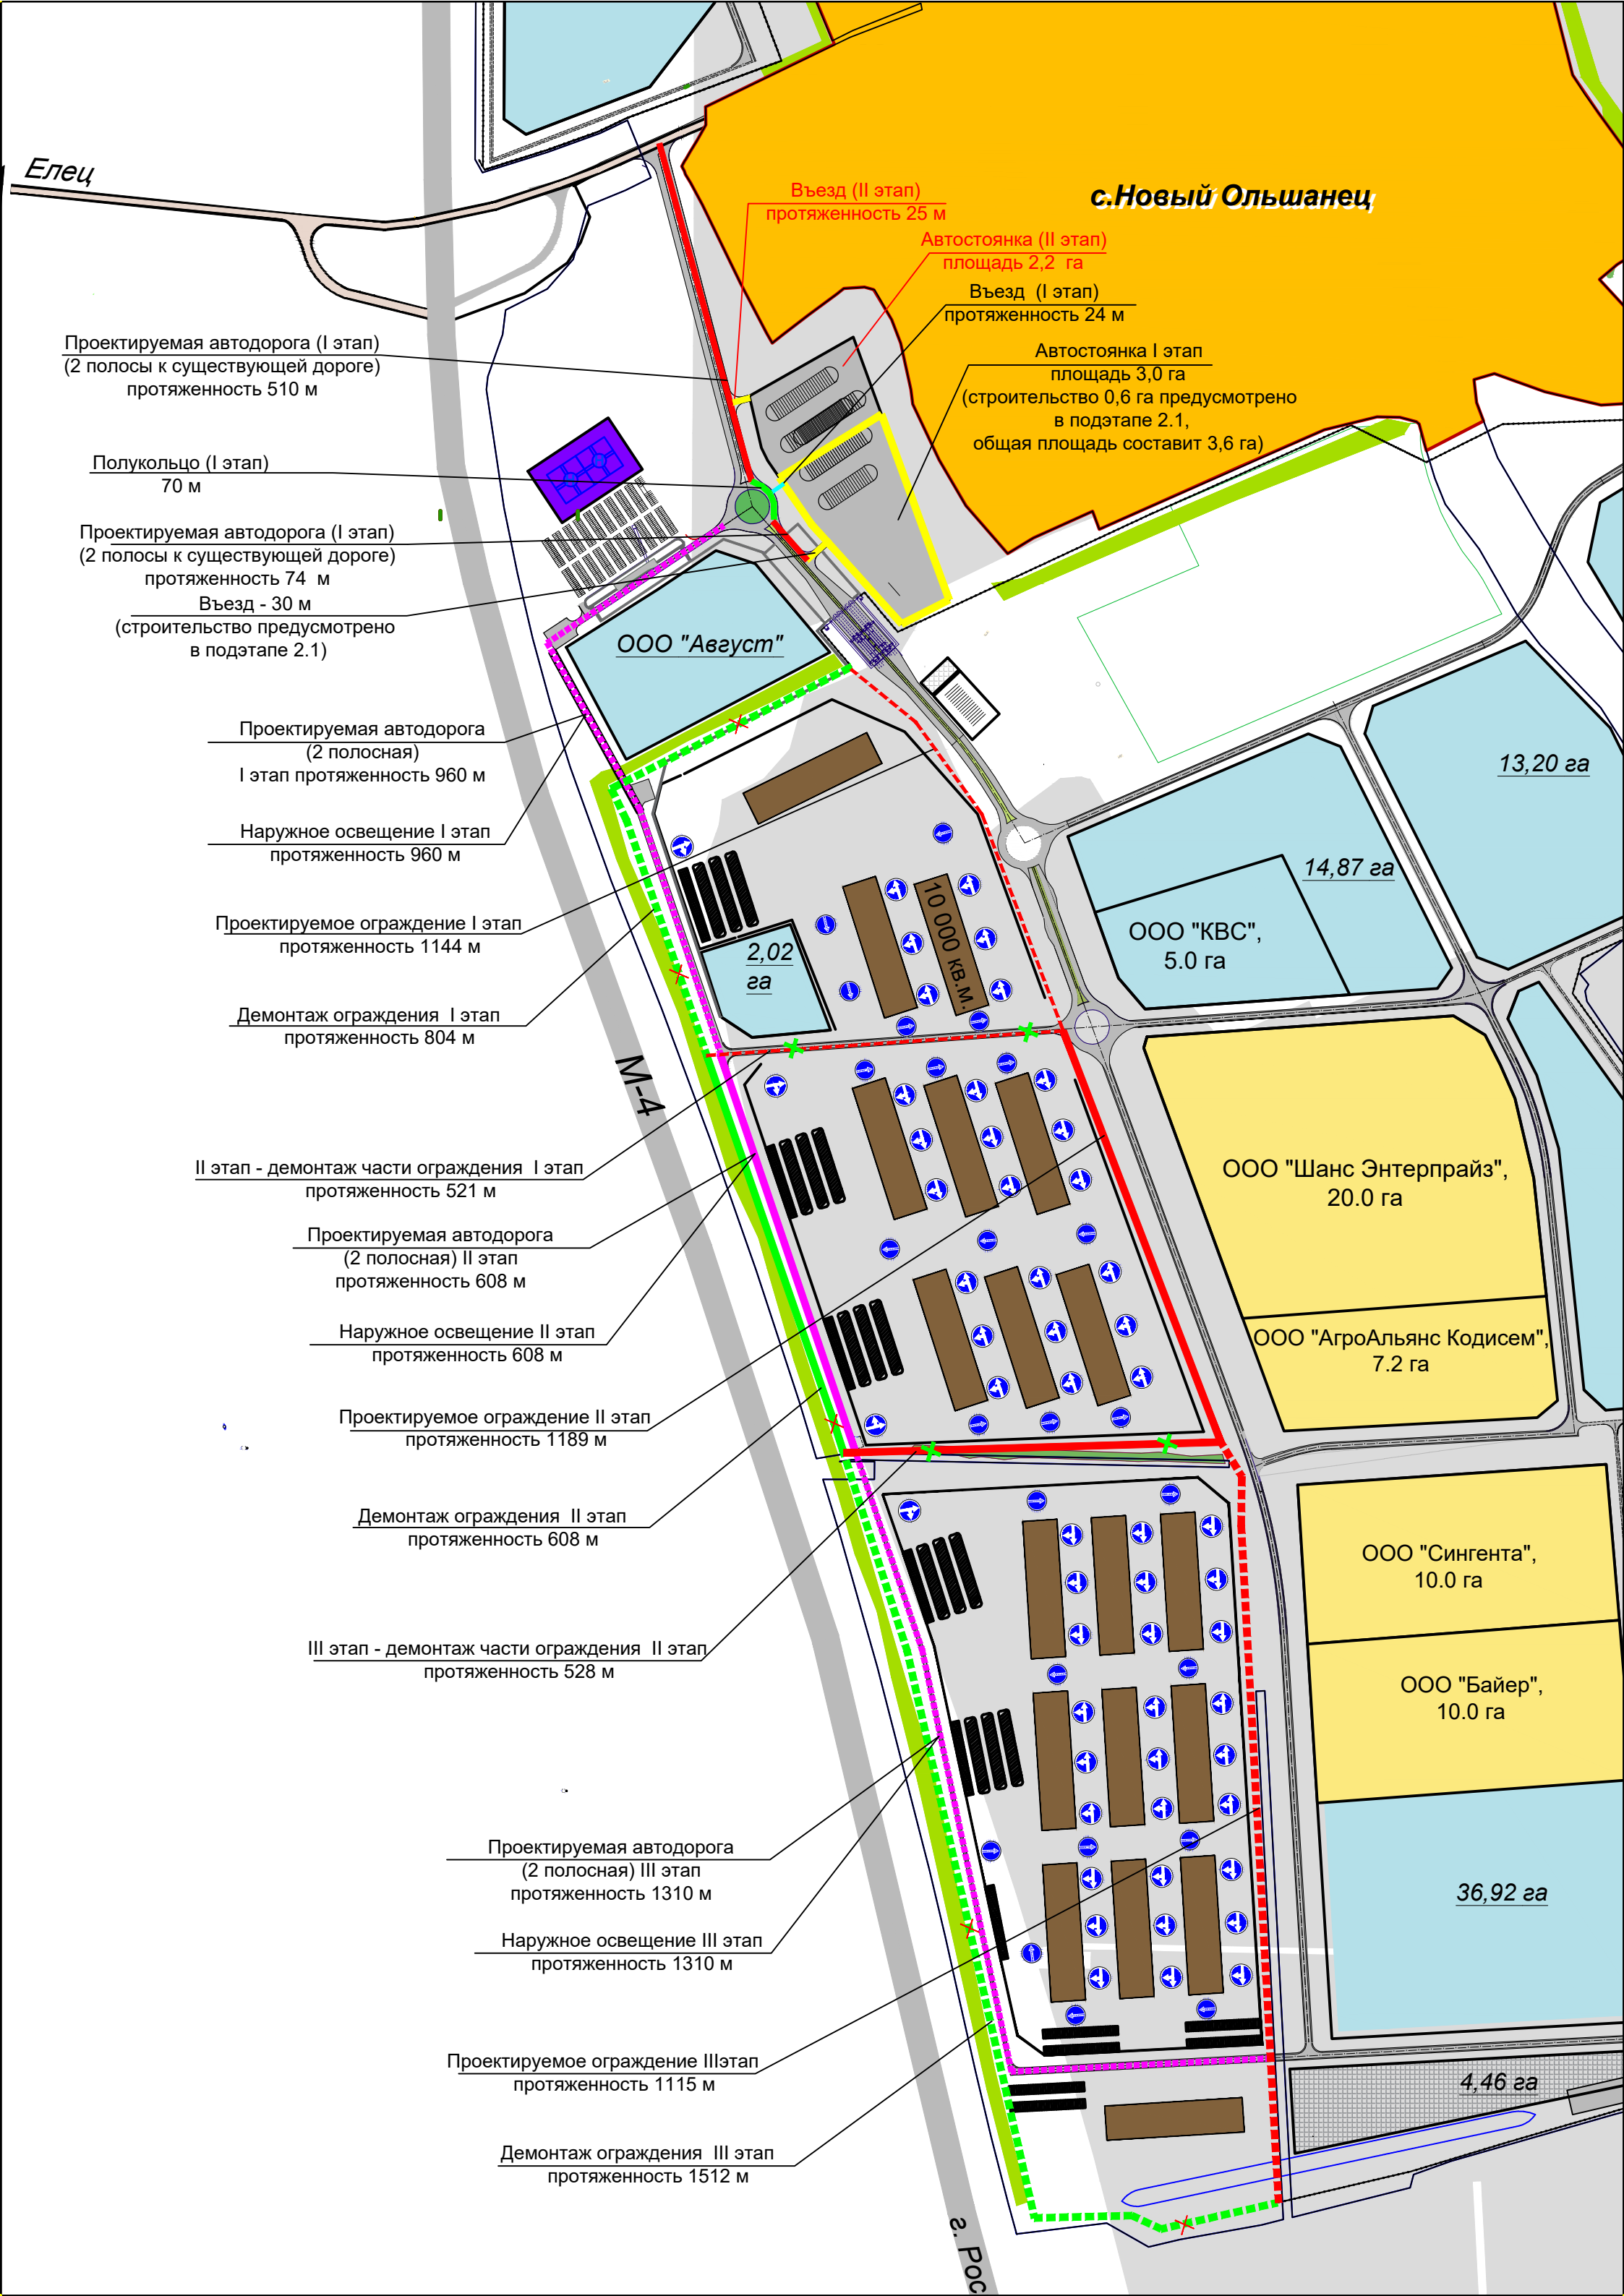 Елец
с.Новый Ольшанец
Въезд (II этап)
протяженность 25 м
Автостоянка (II этап)
площадь 2,2 га
Въезд (I этап)
протяженность 24 м
Автостоянка I этап
площадь 3,0 га
(строительство 0,6 га предусмотрено
в подэтапе 2.1,
общая площадь составит 3,6 га)
Проектируемая автодорога (I этап)
(2 полосы к существующей дороге)
протяженность 510 м
Полукольцо (I этап)
70 м
Проектируемая автодорога (I этап)
(2 полосы к существующей дороге)
протяженность 74 м
Въезд - 30 м
(строительство предусмотрено
в подэтапе 2.1)
ООО "Август"
Проектируемая автодорога
(2 полосная)
I этап протяженность 960 м
Наружное освещение I этап
протяженность 960 м
Проектируемое ограждение I этап
протяженность 1144 м
Демонтаж ограждения I этап
протяженность 804 м
13,20 га
14,87 га
ООО "КВС",
5.0 га
10 000 кв.м.
2,02
га
М-4
II этап - демонтаж части ограждения I этап
протяженность 521 м
Проектируемая автодорога
(2 полосная) II этап
протяженность 608 м
Наружное освещение II этап
протяженность 608 м
Проектируемое ограждение II этап
протяженность 1189 м
Демонтаж ограждения II этап
протяженность 608 м
III этап - демонтаж части ограждения II этап
протяженность 528 м
ООО "Шанс Энтерпрайз",
20.0 га
ООО "АгроАльянс Кодисем",
7.2 га
ООО "Сингента",
10.0 га
ООО "Байер",
10.0 га
36,92 га
Проектируемая автодорога
(2 полосная) III этап
протяженность 1310 м
Наружное освещение III этап
протяженность 1310 м
Проектируемое ограждение IIIэтап
протяженность 1115 м
Демонтаж ограждения III этап
протяженность 1512 м
4,46 га
г. Рос